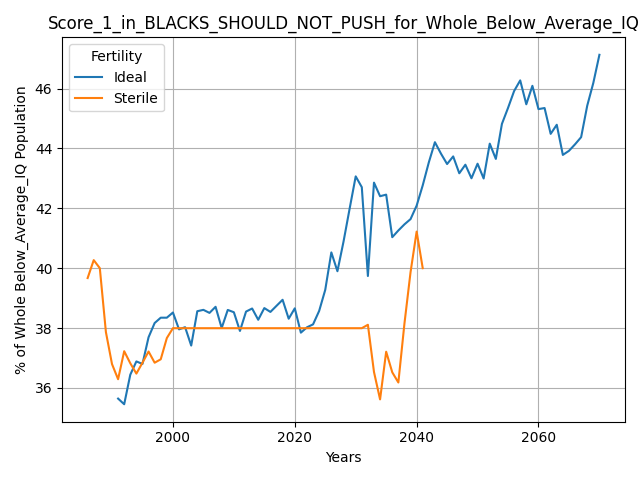 Score_1_in_BLACKS_SHOULD_NOT_PUSH_for_Whole_Below_Average_IQ
Fertility
Ideal
Sterile
% of Whole Below_Average_IQ Population
46
44
42
40
38
36
2000
2020
2040
2060
Years